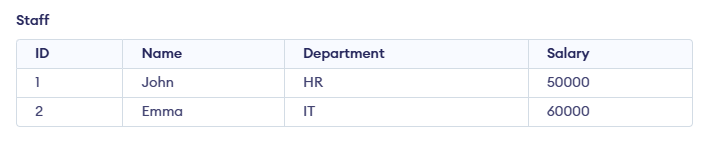 Staff
ID Name Department Salary
1 John HR 50000
2 Emma IT 60000